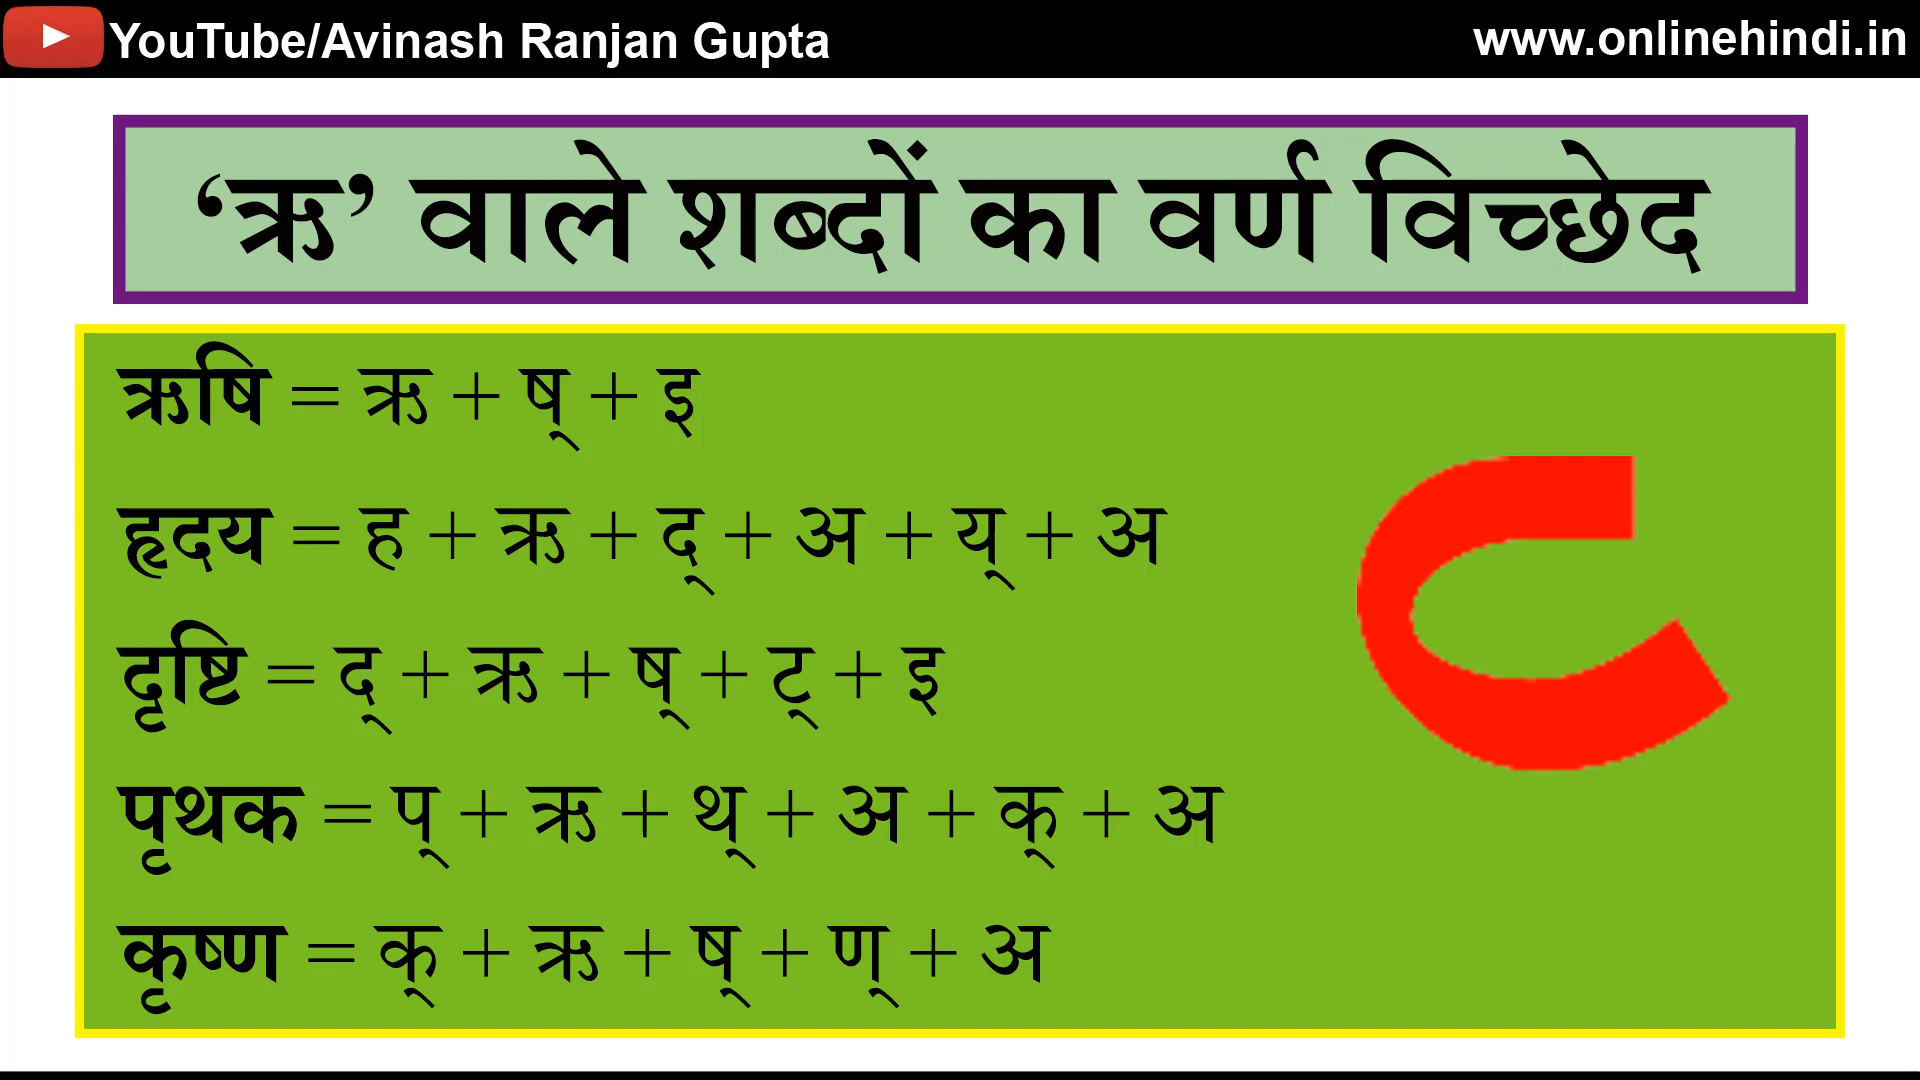 YouTube/Avinash Ranjan Gupta
www.onlinehindi.in
‘ऋ’ वाले शब्दों का वर्ण विच्छेद
ऋषि = ऋ + ष् + इ
हृदय = ह + ऋ + द् + अ + य् + अ
दृष्टि = द् + ऋ + ष् + ट् + इ
पृथक = प् + ऋ + थ् + अ + क् + अ
कृष्ण = क् + ऋ + ष् + ण् + अ